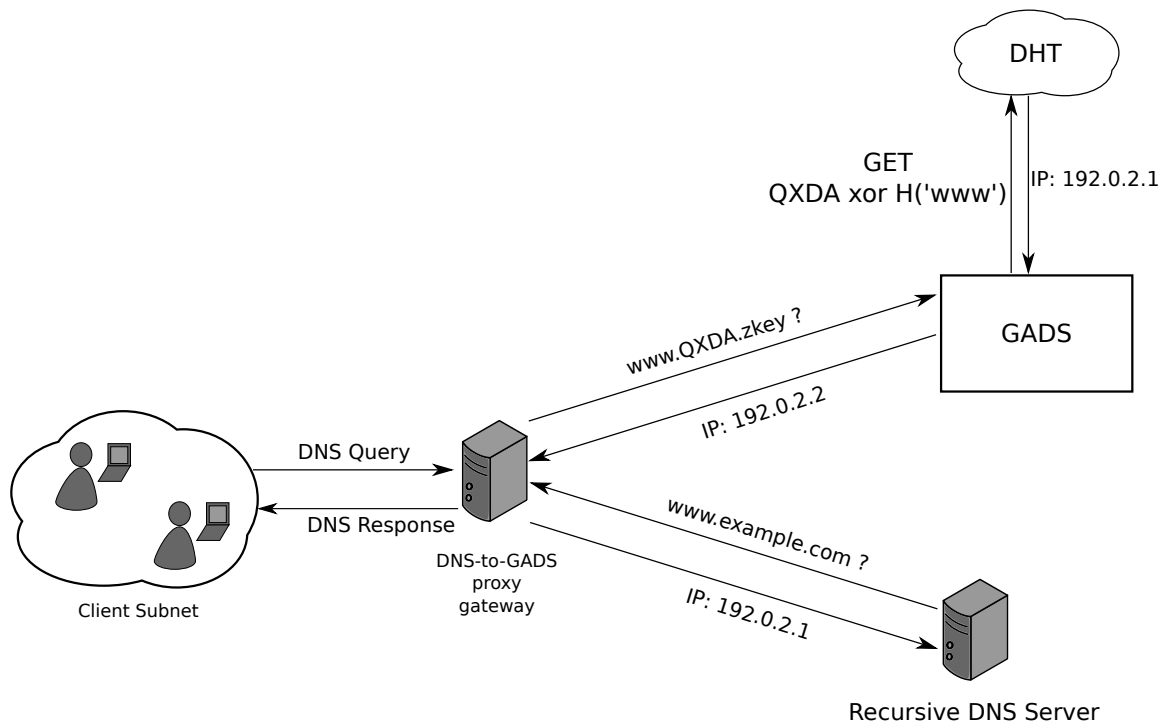 DHT
GET
QXDA xor H('www')
IP: 192.0.2.1
GADS
www.QXDA.zkey ?
IP: 192.0.2.2
DNS Query
DNS Response
DNS-to-GADS
proxy
gateway
Client Subnet
www.example.com ?
IP: 192.0.2.1
Recursive DNS Server